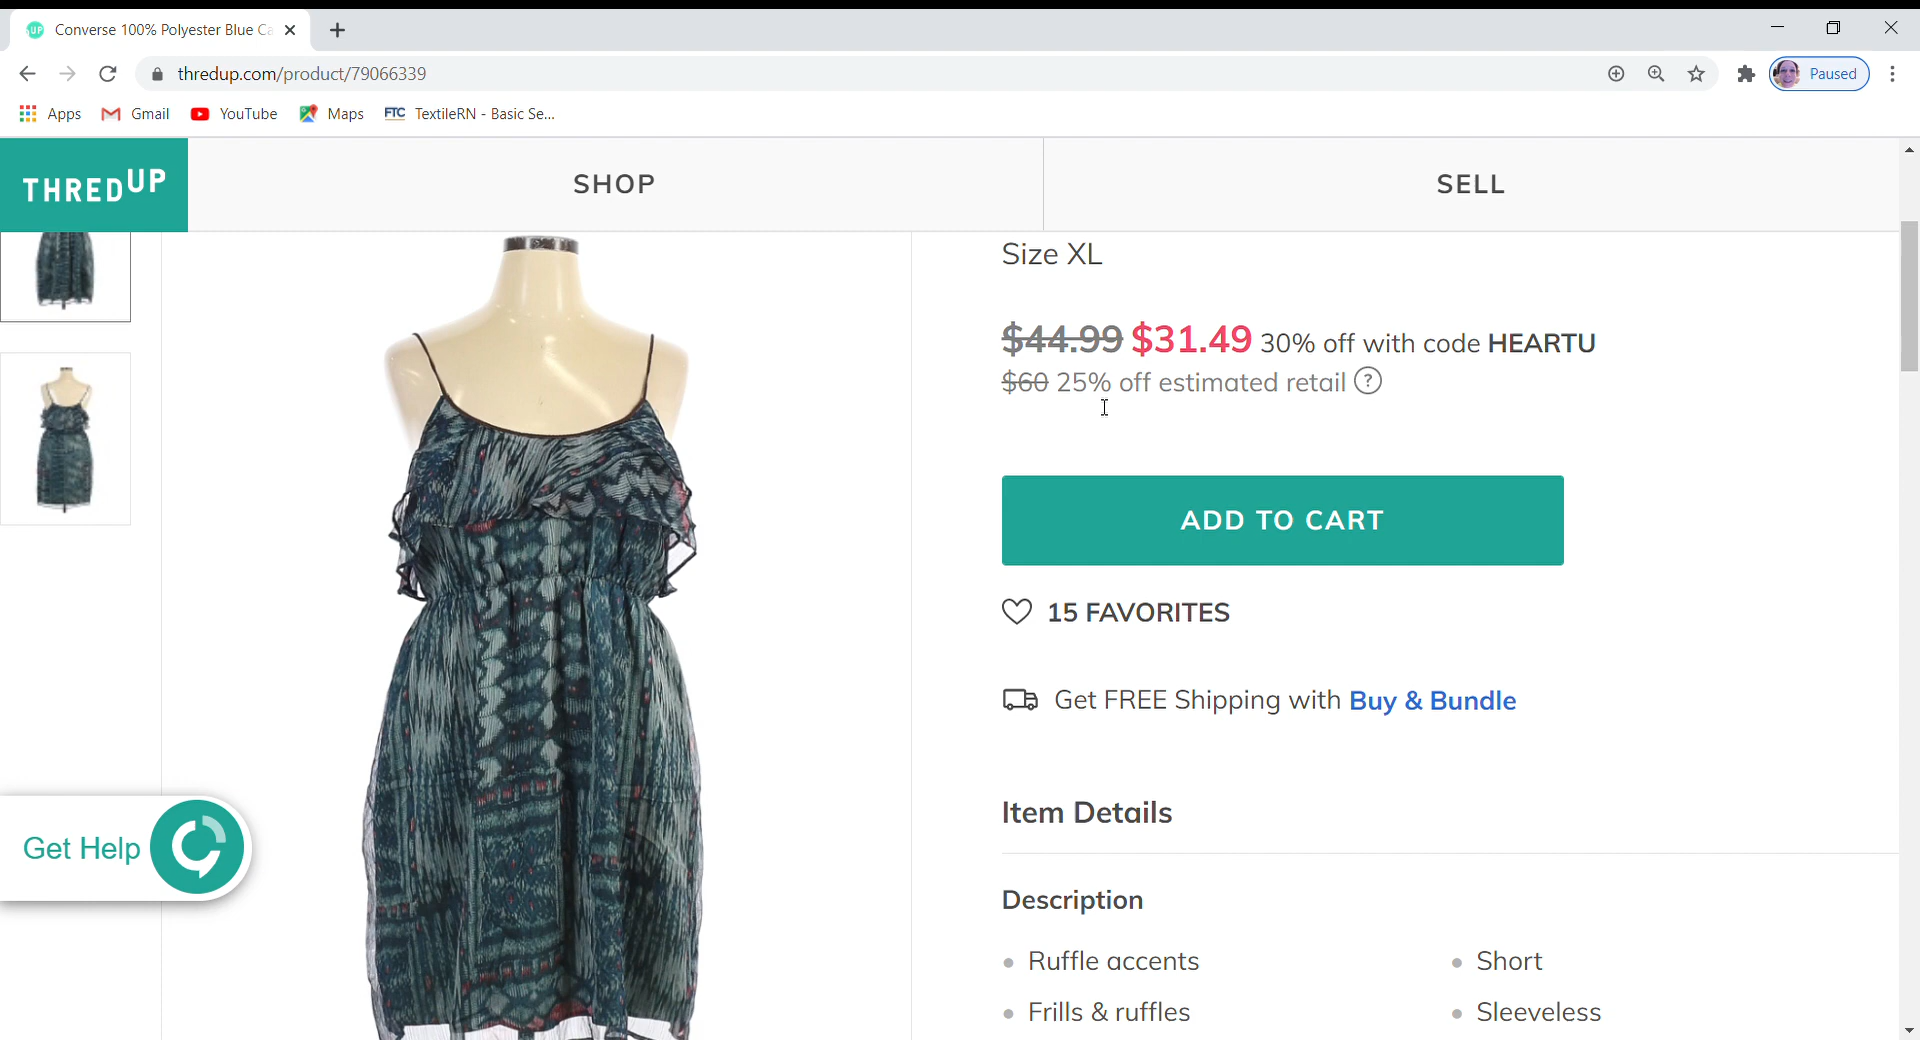 Converse 100% Polyester Blue Ca
thredup.com/product/79066339
Paused
Apps
Gmail
YouTube
Maps
FTC
TextileRN - Basic Se...
THREDUP
SHOP
SELL
Size XL
$44.99 $31.49 30% off with code HEARTU
$60 25% off estimated retail ?
ADD TO CART
15 FAVORITES
Get FREE Shipping with Buy & Bundle
Get Help
Item Details
Description
Ruffle accents
Short
Frills & ruffles
Sleeveless